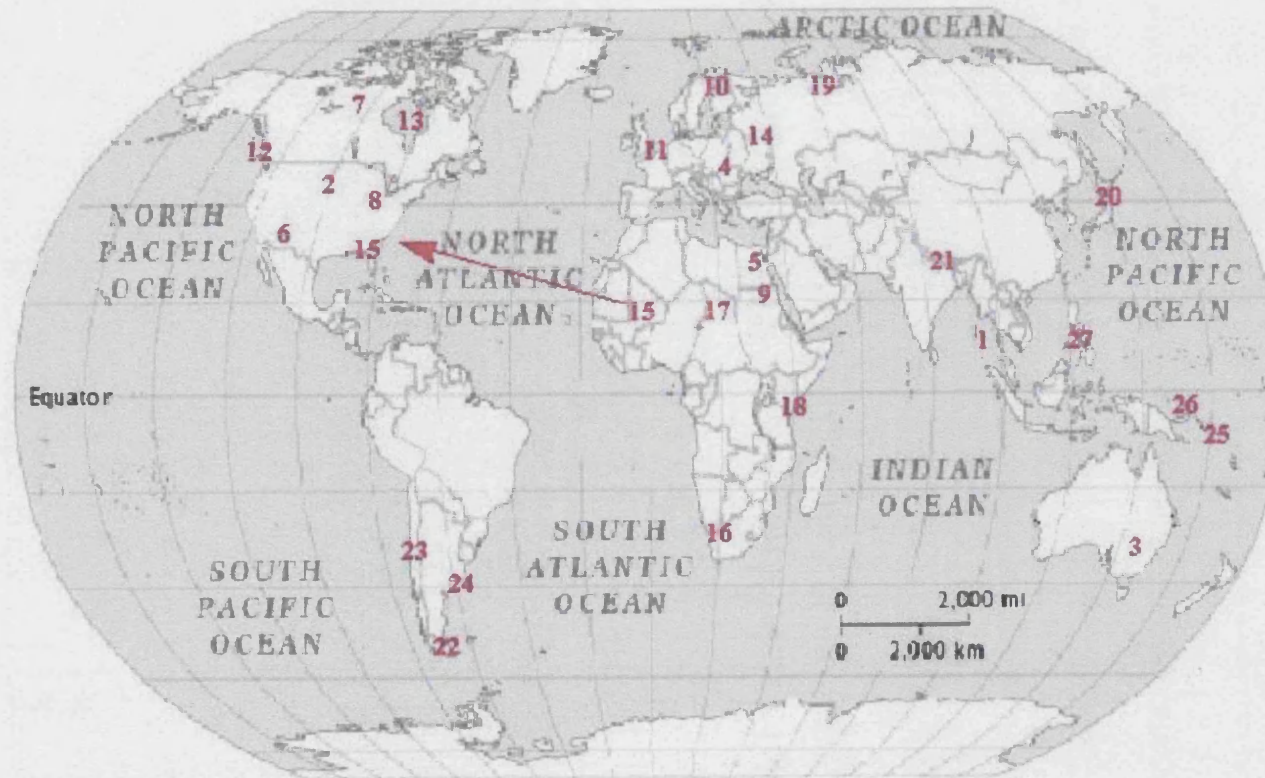 ARCTIC OCEAN
7
13
10
19
12
11
14
4
2
8
20
NORTH
PACIFIC
OCEAN
6
15
NORTH
ATLANTIC
OCEAN
5
21
NORTH
PACIFIC
OCEAN
15
17
9
1
27
Equator
18
26
25
INDIAN
OCEAN
23
SOUTH
PACIFIC
OCEAN
24
22
SOUTH
ATLANTIC
OCEAN
16
3
0 2,000 mi
0 2,000 km